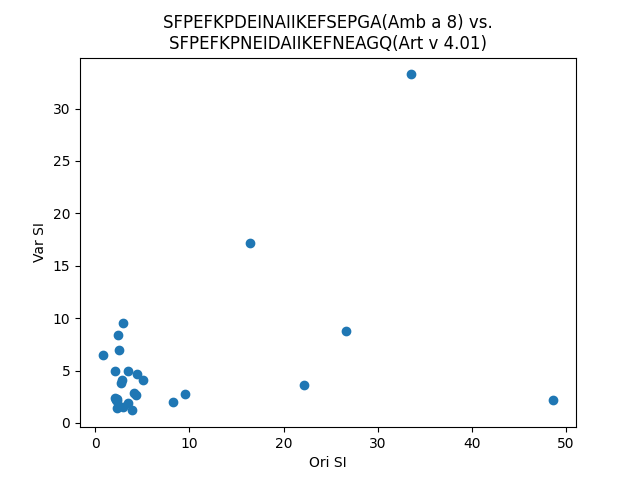 SFPEFKPDEINAIIKEFSEPGA(Amb a 8) vs.
SFPEFKPNEIDAIIKEFNEAGQ(Art v 4.01)
30
25
20
15
10
5
0
Var SI
0 10 20 30 40 50
Ori SI